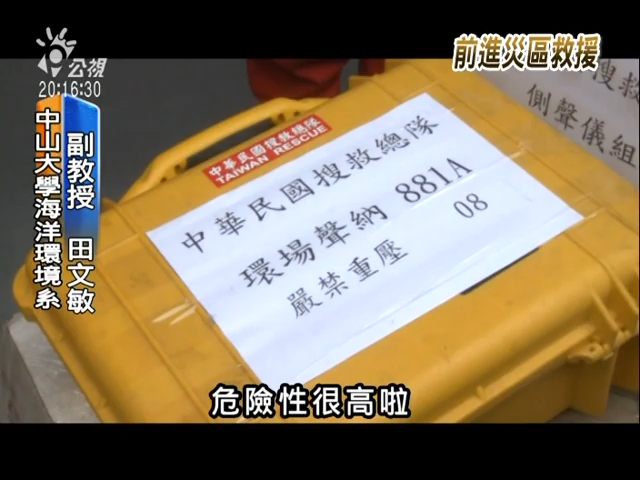 公視
前進災區救援
20:16:30
中山大學海洋環境系
副教授 田文敏
中華民國搜救總隊
TAIWAN RESCUE
中華民國搜救總隊
環場聲納 881A
嚴禁重壓 08
搜救
側聲儀組
危險性很高啦